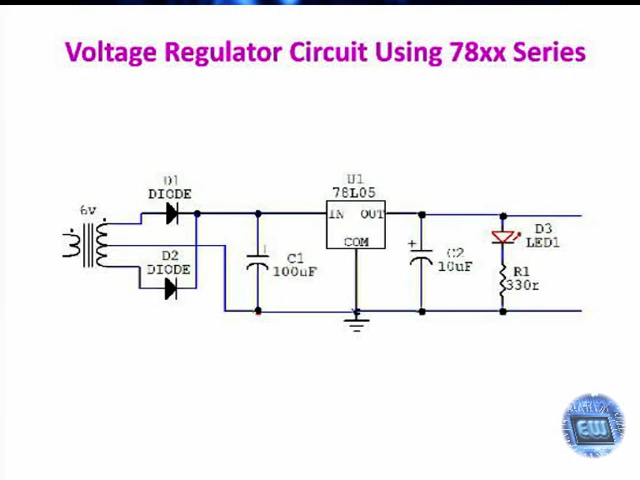 Voltage Regulator Circuit Using 78xx Series
D1
DIODE
6V
D2
DIODE
U1
78L05
IN OUT
COM
C1
100uF
+
C2
10uF
D3
LED1
R1
330r
EW